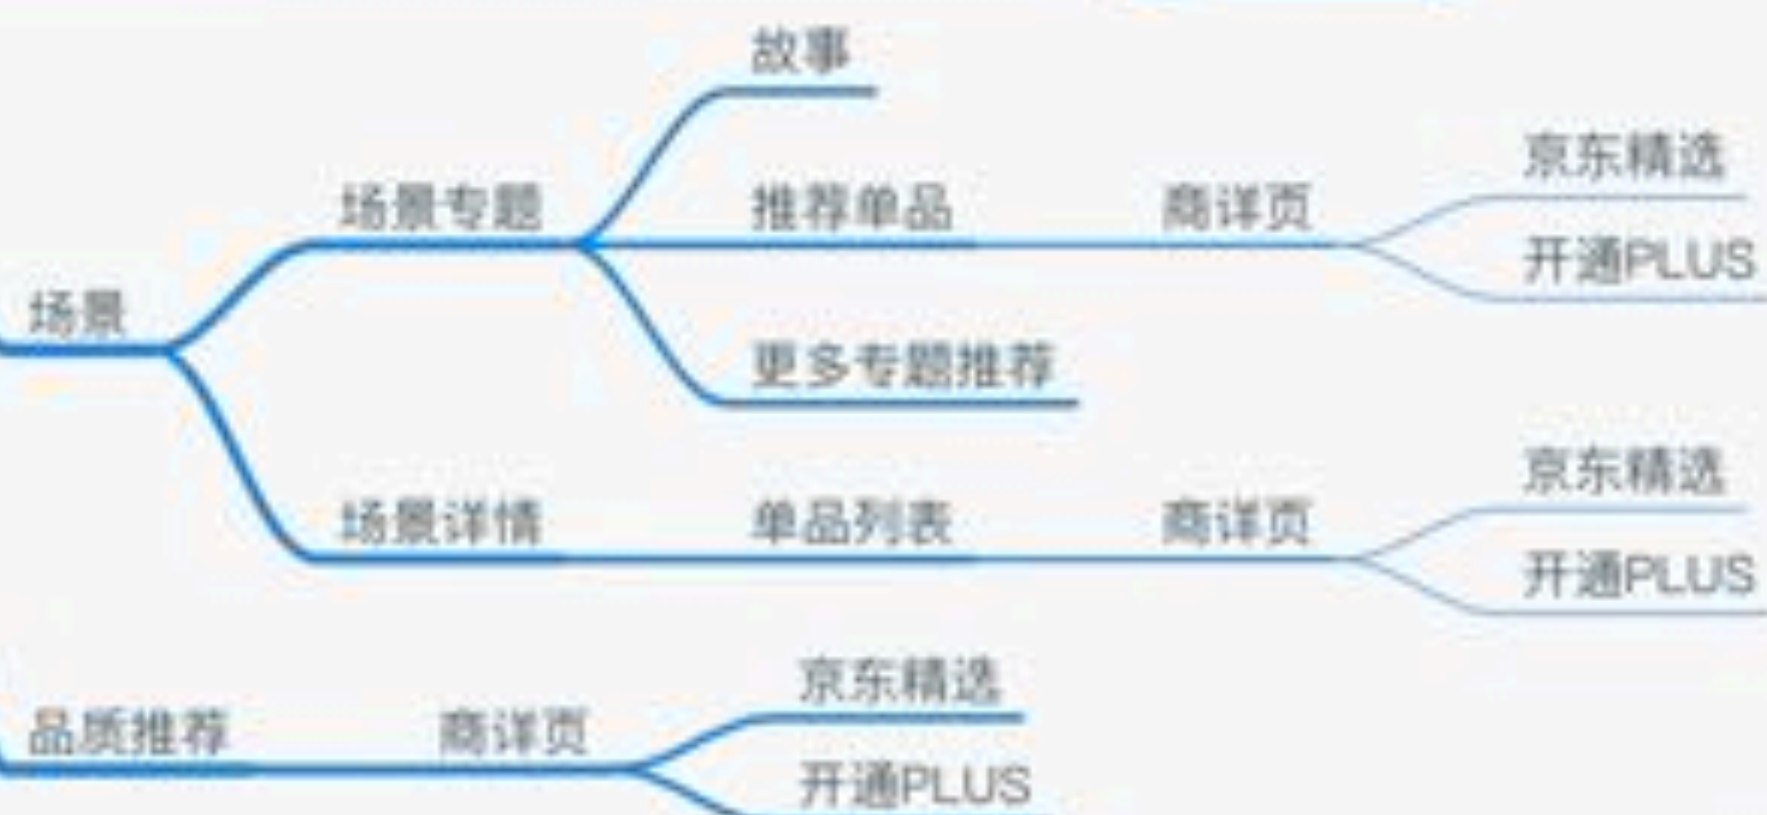 故事
京东精选
场景专题
推荐单品
商详页
开通PLUS
场景
更多专题推荐
京东精选
场景详情
单品列表
商详页
开通PLUS
京东精选
品质推荐
商详页
开通PLUS